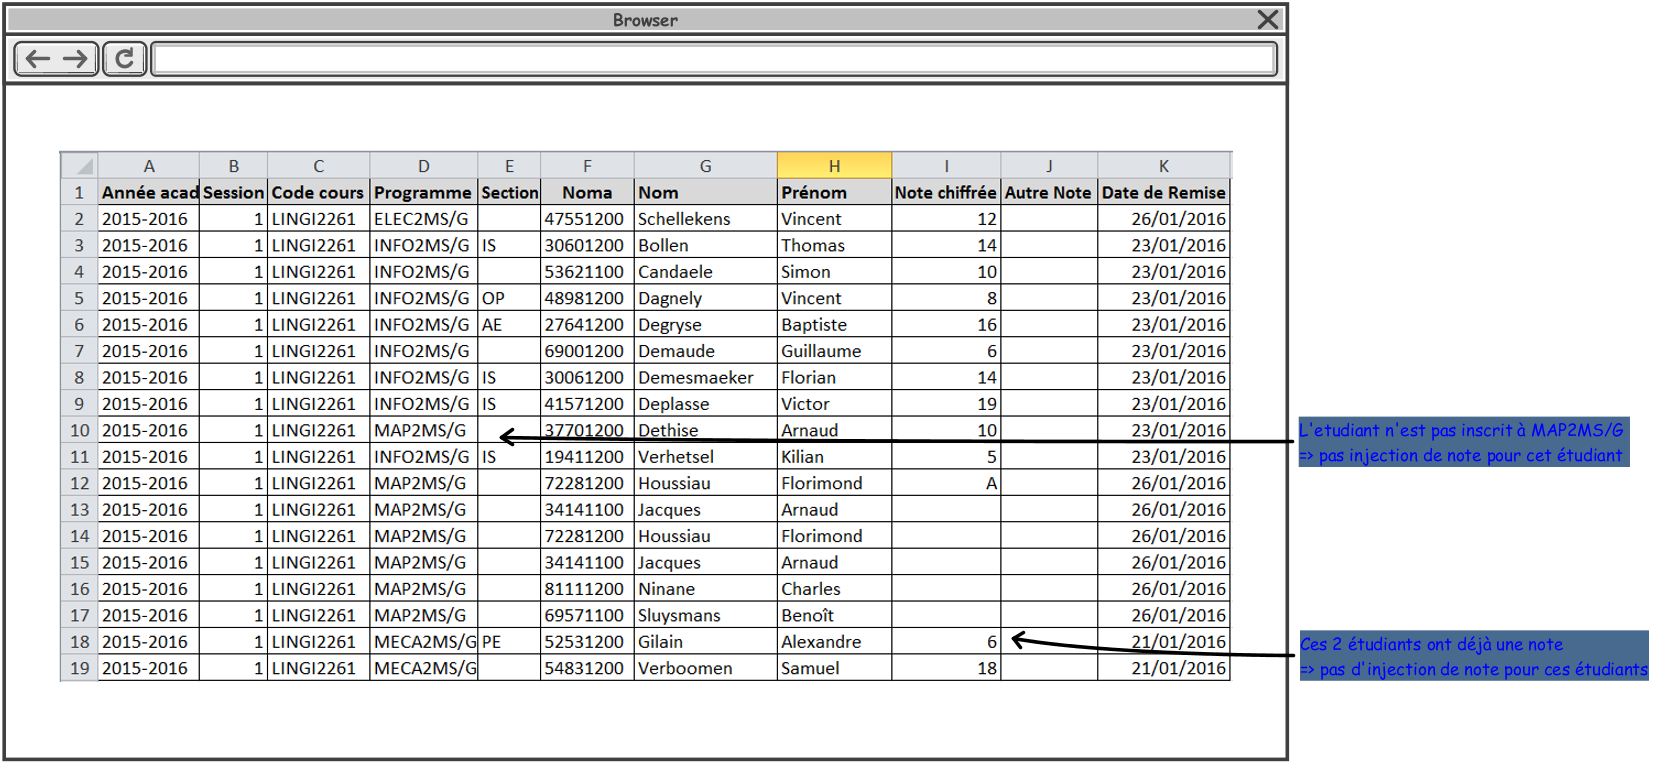 Browser
A B C D E F G H I J K
1 Année acad Session Code cours Programme Section Noma Nom Prénom Note chiffrée Autre Note Date de Remise
2 2015-2016 1 LINGI2261 ELEC2MS/G 47551200 Schellekens Vincent 12 26/01/2016
3 2015-2016 1 LINGI2261 INFO2MS/G IS 30601200 Bollen Thomas 14 23/01/2016
4 2015-2016 1 LINGI2261 INFO2MS/G 53621100 Candaele Simon 10 23/01/2016
5 2015-2016 1 LINGI2261 INFO2MS/G OP 48981200 Dagnely Vincent 8 23/01/2016
6 2015-2016 1 LINGI2261 INFO2MS/G AE 27641200 Degryse Baptiste 16 23/01/2016
7 2015-2016 1 LINGI2261 INFO2MS/G 69001200 Demaude Guillaume 6 23/01/2016
8 2015-2016 1 LINGI2261 INFO2MS/G IS 30061200 Demesmaeker Florian 14 23/01/2016
9 2015-2016 1 LINGI2261 INFO2MS/G IS 41571200 Deplasse Victor 19 23/01/2016
10 2015-2016 1 LINGI2261 MAP2MS/G 37701200 Dethise Arnaud 10 23/01/2016
L'etudiant n'est pas inscrit à MAP2MS/G
=> pas injection de note pour cet étudiant
11 2015-2016 1 LINGI2261 INFO2MS/G IS 19411200 Verhetsel Kilian 5 23/01/2016
12 2015-2016 1 LINGI2261 MAP2MS/G 72281200 Houssiau Florimond A 26/01/2016
13 2015-2016 1 LINGI2261 MAP2MS/G 34141100 Jacques Arnaud 26/01/2016
14 2015-2016 1 LINGI2261 MAP2MS/G 72281200 Houssiau Florimond 26/01/2016
15 2015-2016 1 LINGI2261 MAP2MS/G 34141100 Jacques Arnaud 26/01/2016
16 2015-2016 1 LINGI2261 MAP2MS/G 81111200 Ninane Charles 26/01/2016
17 2015-2016 1 LINGI2261 MAP2MS/G 69571100 Sluysmans Benoît 26/01/2016
18 2015-2016 1 LINGI2261 MECA2MS/G PE 52531200 Gilain Alexandre 6 21/01/2016
Ces 2 étudiants ont déjà une note
=> pas d'injection de note pour ces étudiants
19 2015-2016 1 LINGI2261 MECA2MS/G 54831200 Verboomen Samuel 18 21/01/2016